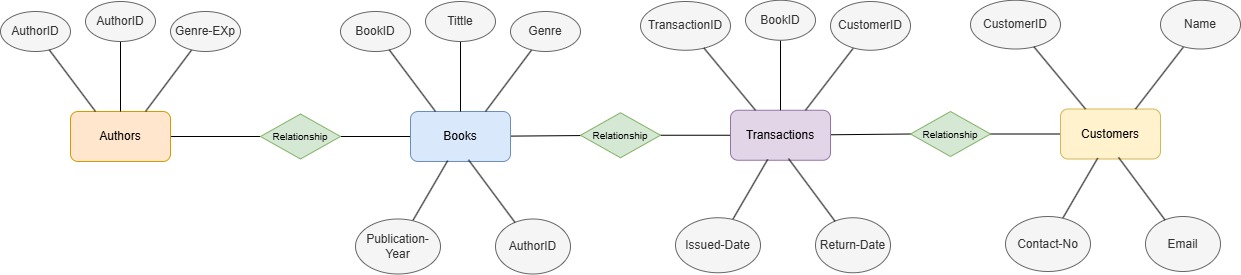 AuthorID
AuthorID
Genre-EXp
BookID
Tittle
Genre
TransactionID
BookID
CustomerID
CustomerID
Name
Authors
Relationship
Books
Relationship
Transactions
Relationship
Customers
Publication-
Year
AuthorID
Issued-Date
Return-Date
Contact-No
Email